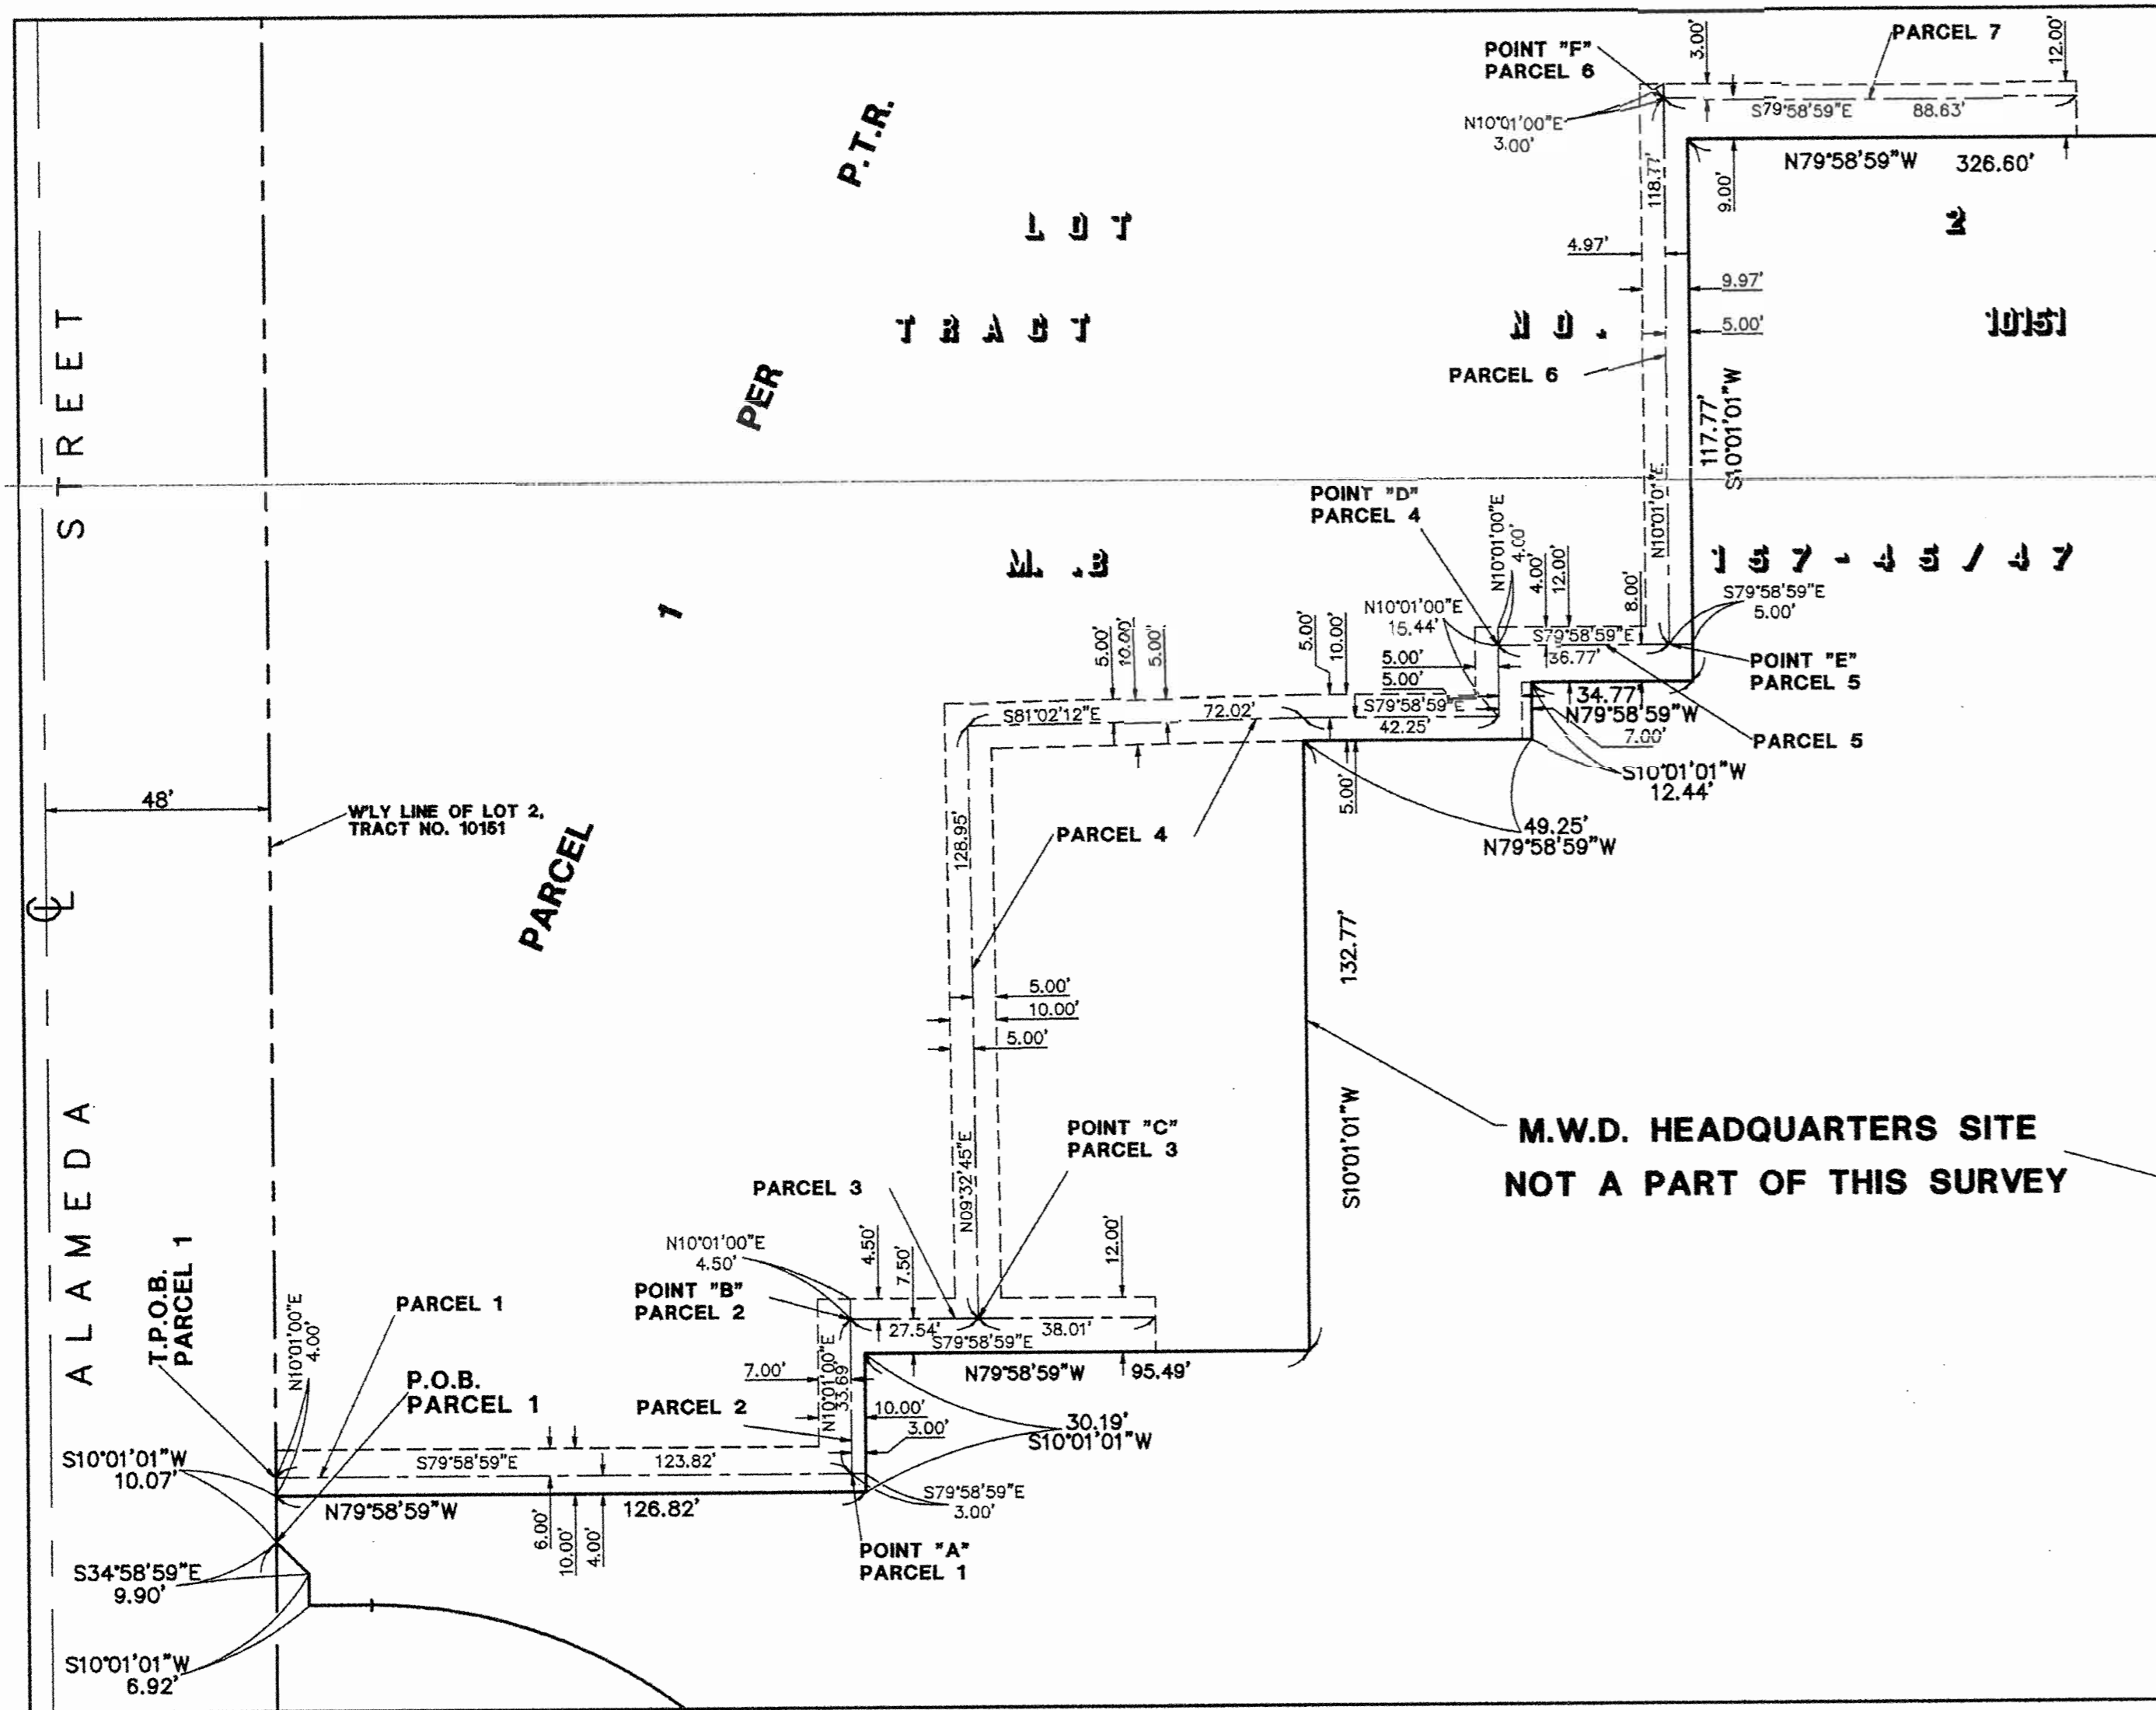 3.00'
PARCEL 7
12.00'
POINT "F"
PARCEL 6
S79°58'59"E
88.63'
N10°01'00"E
3.00'
P.T.R.
118.77'
N79°58'59"W
326.60'
9.00'
LOT
2
4.97'
9.97'
5.00'
TRACT
NO.
10151
PARCEL 6
PER
STREET
117.77'
S10°01'01"W
N10°01'01"E
POINT "D"
PARCEL 4
N10°01'00"E
4.00'
4.00'
12.00'
8.00'
M. .B
157-45/47
S79°58'59"E
5.00'
1
N10°01'00"E
15.44'
5.00'
10.00'
5.00'
5.00'
10.00'
5.00'
5.00'
S79°58'59"E
36.77'
POINT "E"
PARCEL 5
34.77'
N79°58'59"W
7.00'
S81°02'12"E
72.02'
S79°58'59"E
42.25'
PARCEL 5
S10°01'01"W
12.44'
5.00'
48'
W'LY LINE OF LOT 2,
TRACT NO. 10151
128.95'
PARCEL 4
49.25'
N79°58'59"W
PARCEL
CL
132.77'
5.00'
10.00'
5.00'
S10°01'01"W
M.W.D. HEADQUARTERS SITE
NOT A PART OF THIS SURVEY
ALAMEDA
POINT "C"
PARCEL 3
N09°32'45"E
PARCEL 3
N10°01'00"E
4.50'
4.50'
7.50'
12.00'
POINT "B"
PARCEL 2
27.54'
S79°58'59"E
38.01'
T.P.O.B.
PARCEL 1
N10°01'00"E
4.00'
PARCEL 1
N10°01'00"E
33.69'
7.00'
N79°58'59"W
95.49'
P.O.B.
PARCEL 1
PARCEL 2
10.00'
3.00'
30.19'
S10°01'01"W
S10°01'01"W
10.07'
S79°58'59"E
123.82'
S79°58'59"E
3.00'
N79°58'59"W
126.82'
6.00'
10.00'
4.00'
POINT "A"
PARCEL 1
S34°58'59"E
9.90'
S10°01'01"W
6.92'